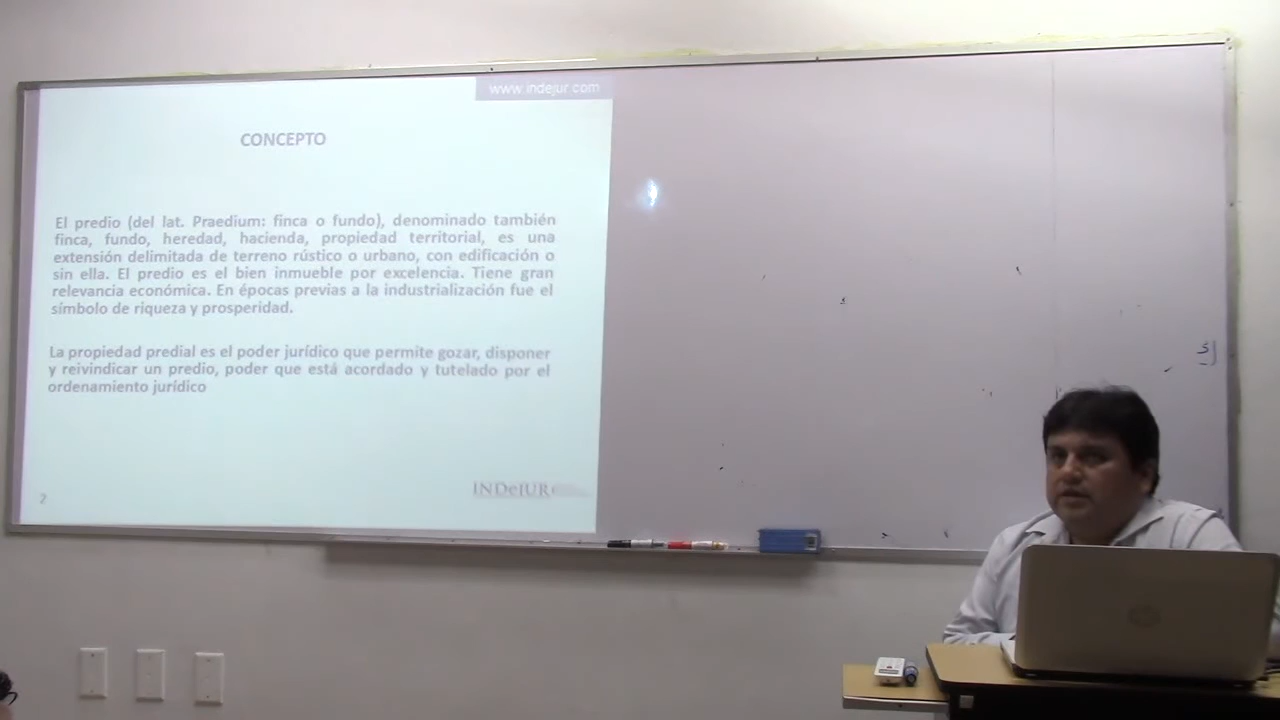 www.indejur.com
CONCEPTO
El predio (del lat. Praedium: finca o fundo), denominado también
finca, fundo, heredad, hacienda, propiedad territorial, es una
extensión delimitada de terreno rústico o urbano, con edificación o
sin ella. El predio es el bien inmueble por excelencia. Tiene gran
relevancia económica. En épocas previas a la industrialización fue el
símbolo de riqueza y prosperidad.
La propiedad predial es el poder jurídico que permite gozar, disponer
y reivindicar un predio, poder que está acordado y tutelado por el
ordenamiento jurídico
INDeJUR
2